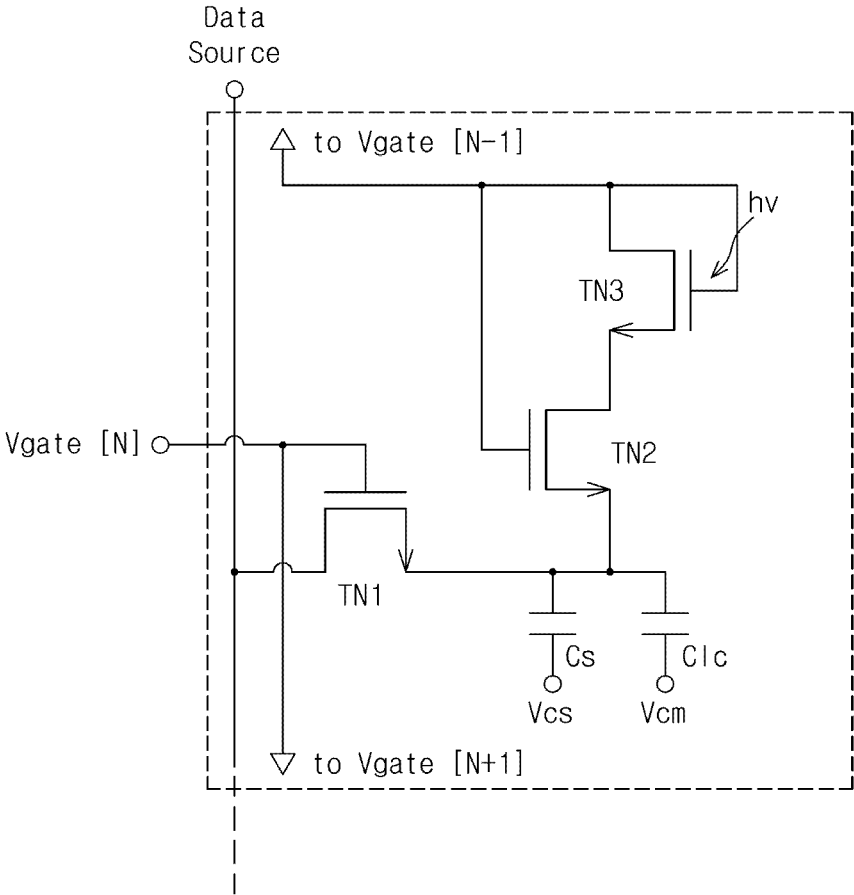 Data
Source
to Vgate [N-1]
hv
TN3
Vgate [N]
TN2
TN1
Cs
Clc
Vcs
Vcm
to Vgate [N+1]